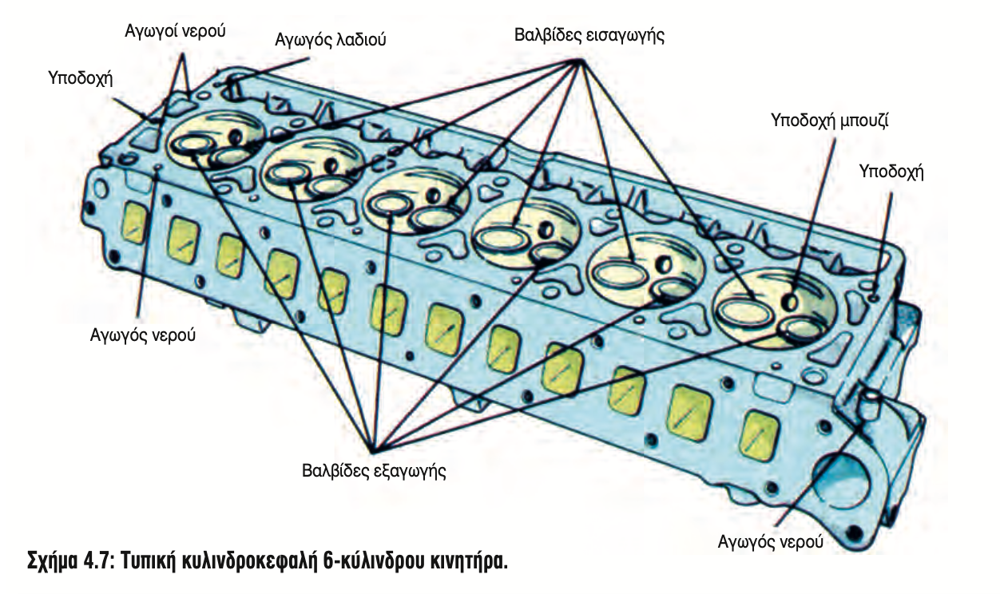 Αγωγοί νερού
Αγωγός λαδιού
Βαλβίδες εισαγωγής
Υποδοχή
Υποδοχή μπουζί
Υποδοχή
Αγωγός νερού
Βαλβίδες εξαγωγής
Αγωγός νερού
Σχήμα 4.7: Τυπική κυλινδροκεφαλή 6-κύλινδρου κινητήρα.